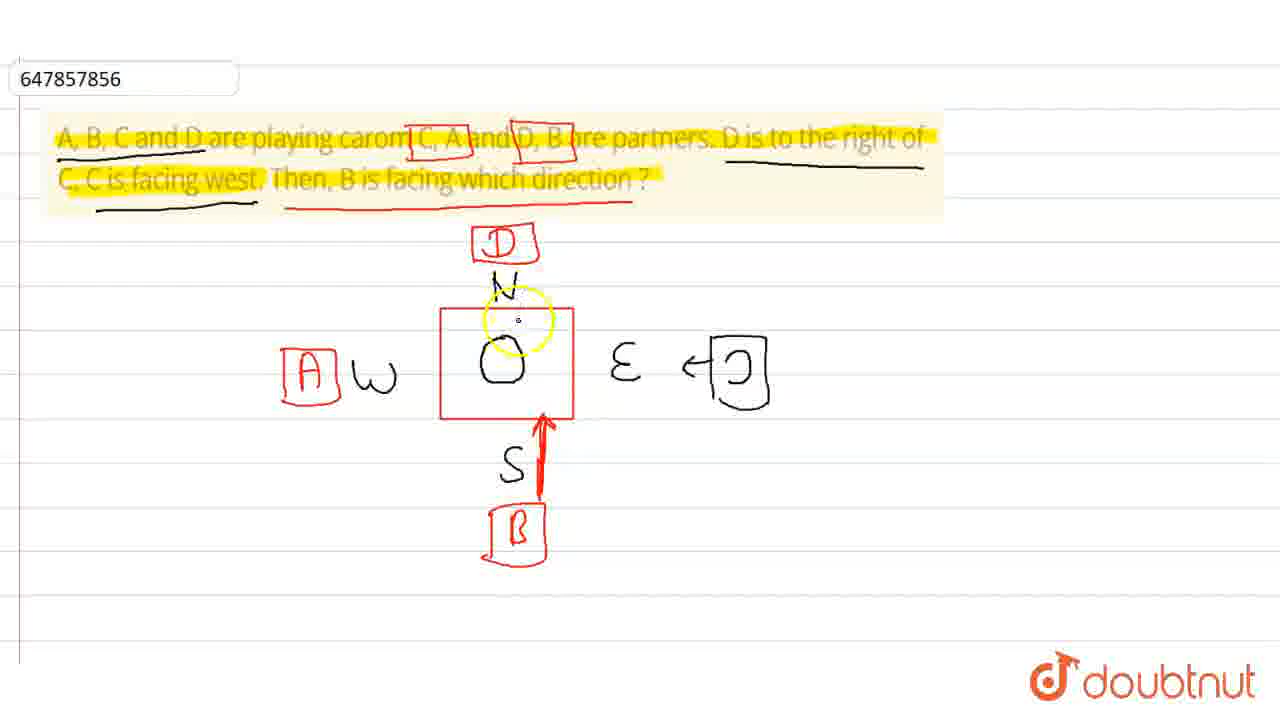 647857856
A, B, C and D are playing carom C, A and D, B are partners. D is to the right of
C, C is facing west. Then, B is facing which direction ?
D
N
A W E
S
B
doubtnut